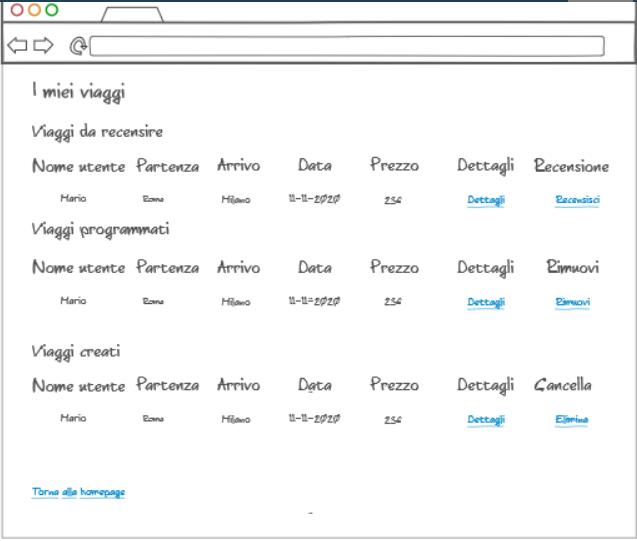 I miei viaggi
Viaggi da recensire
Nome utente Partenza Arrivo Data Prezzo Dettagli Recensione
Mario Roma Milano 11-11-2020 23€ Dettagli Recensisci
Viaggi programmati
Nome utente Partenza Arrivo Data Prezzo Dettagli Rimuovi
Mario Roma Milano 11-11-2020 23€ Dettagli Rimuovi
Viaggi creati
Nome utente Partenza Arrivo Data Prezzo Dettagli Cancella
Mario Roma Milano 11-11-2020 23€ Dettagli Elimina
Torna alla homepage